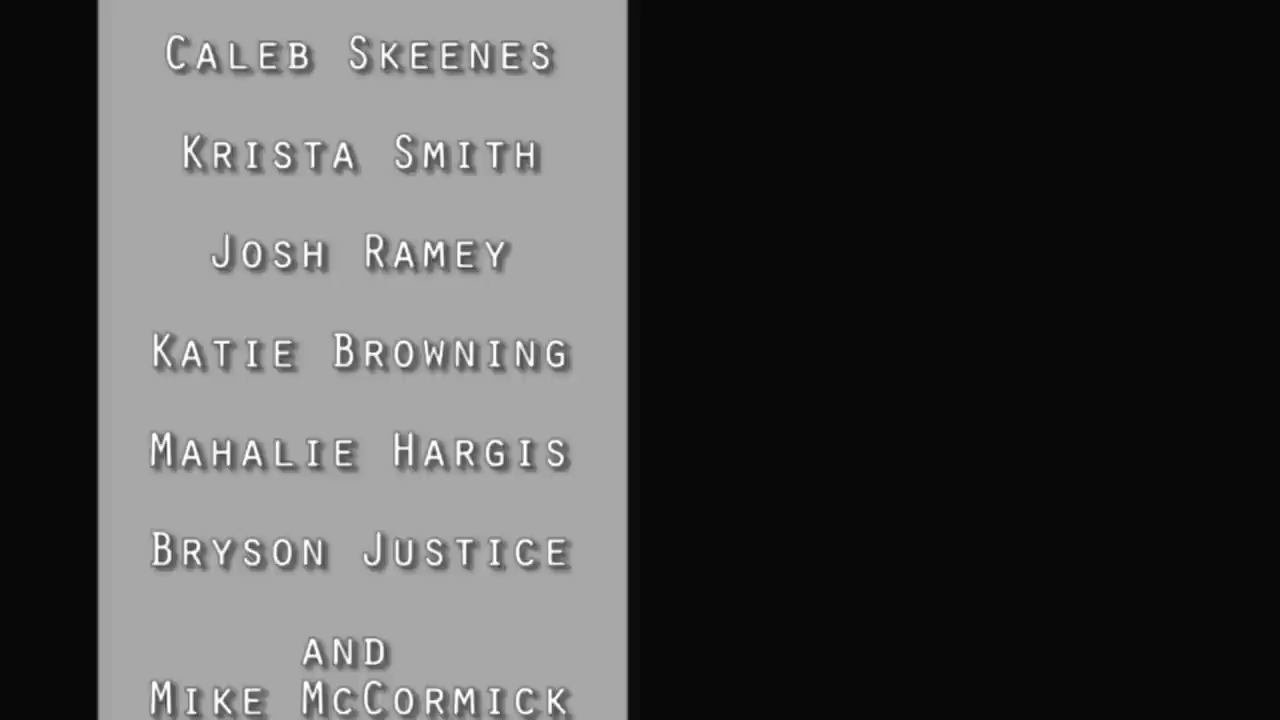 Caleb Skeenes
Krista Smith
Josh Ramey
Katie Browning
Mahalie Hargis
Bryson Justice
and
Mike McCormick